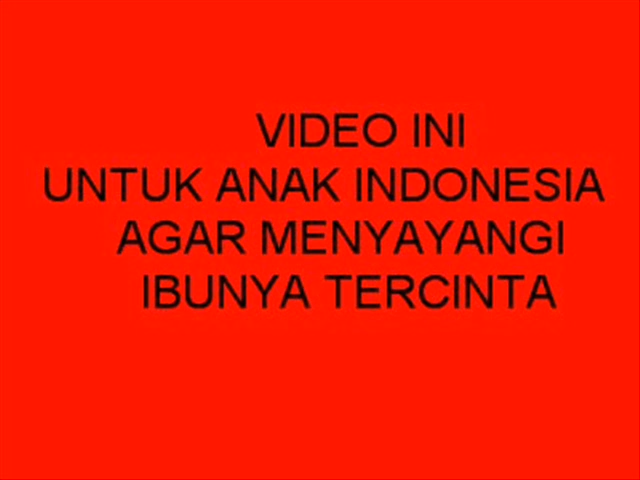 VIDEO INI
UNTUK ANAK INDONESIA
AGAR MENYAYANGI
IBUNYA TERCINTA